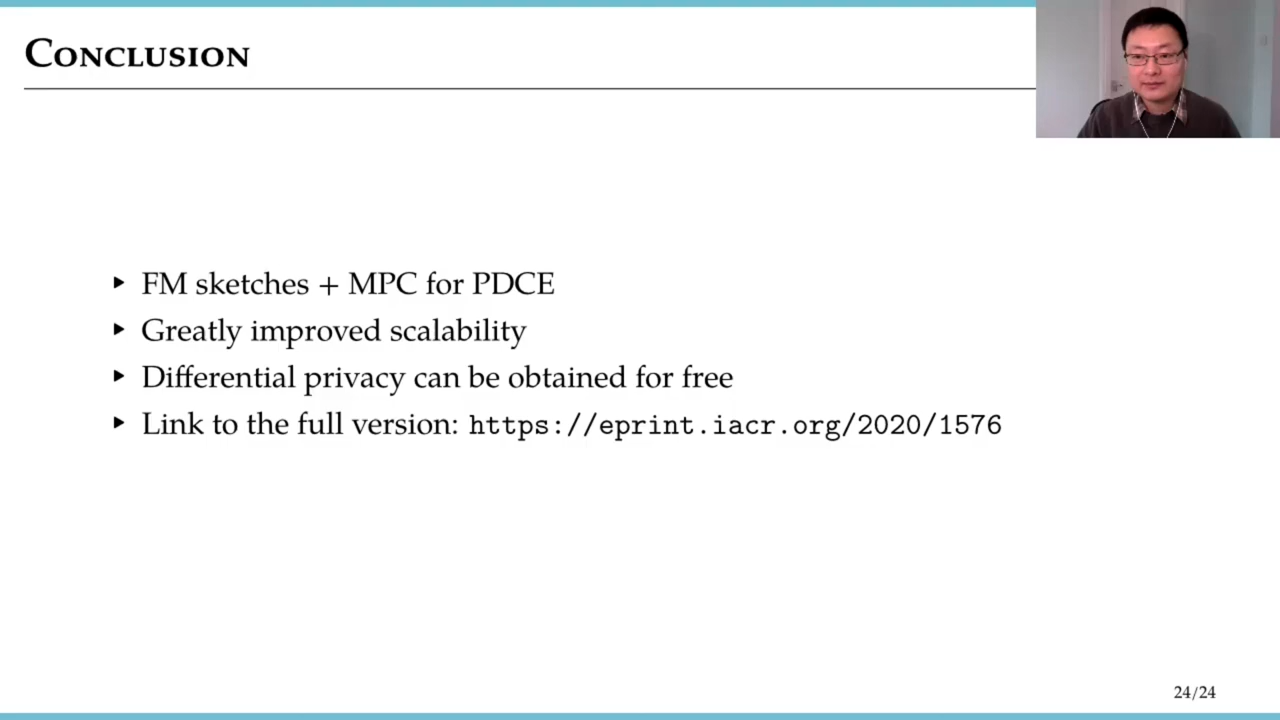 CONCLUSION
▸ FM sketches + MPC for PDCE
▸ Greatly improved scalability
▸ Differential privacy can be obtained for free
▸ Link to the full version: https://eprint.iacr.org/2020/1576
24/24